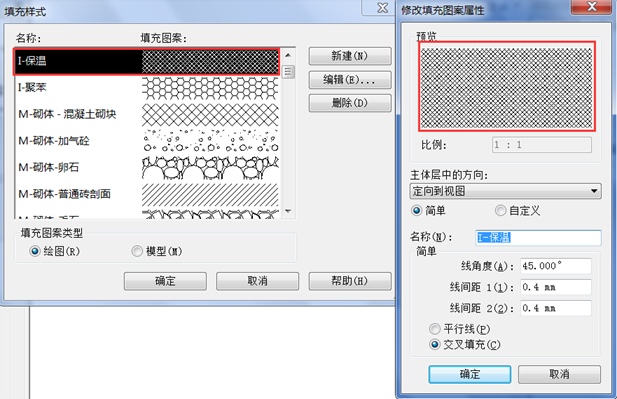 填充样式
名称:
填充图案:
I-保温
I-聚苯
M-砌体 - 混凝土砌块
M-砌体-加气砼
M-砌体-卵石
M-砌体-普通砖剖面
新建(N)
编辑(E)...
删除(D)
填充图案类型
绘图(R)
模型(M)
确定
取消
帮助(H)
修改填充图案属性
预览
比例:
1 : 1
主体层中的方向:
定向到视图
简单
自定义
名称(N):
I-保温
简单
线角度(A):
45.000°
线间距 1(1):
0.4 mm
线间距 2(2):
0.4 mm
平行线(P)
交叉填充(C)
确定
取消